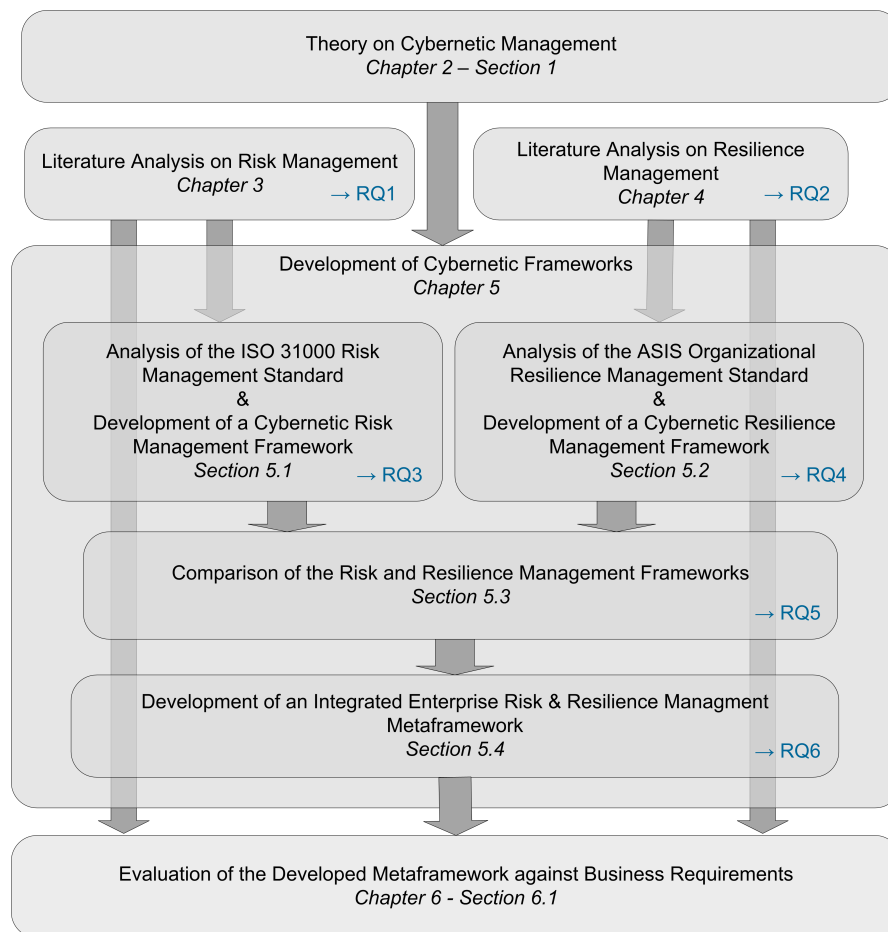 Theory on Cybernetic Management
Chapter 2 – Section 1
Literature Analysis on Risk Management
Chapter 3
→ RQ1
Literature Analysis on Resilience
Management
Chapter 4
→ RQ2
Development of Cybernetic Frameworks
Chapter 5
Analysis of the ISO 31000 Risk
Management Standard
&
Development of a Cybernetic Risk
Management Framework
Section 5.1
→ RQ3
Analysis of the ASIS Organizational
Resilience Management Standard
&
Development of a Cybernetic Resilience
Management Framework
Section 5.2
→ RQ4
Comparison of the Risk and Resilience Management Frameworks
Section 5.3
→ RQ5
Development of an Integrated Enterprise Risk & Resilience Managment
Metaframework
Section 5.4
→ RQ6
Evaluation of the Developed Metaframework against Business Requirements
Chapter 6 - Section 6.1